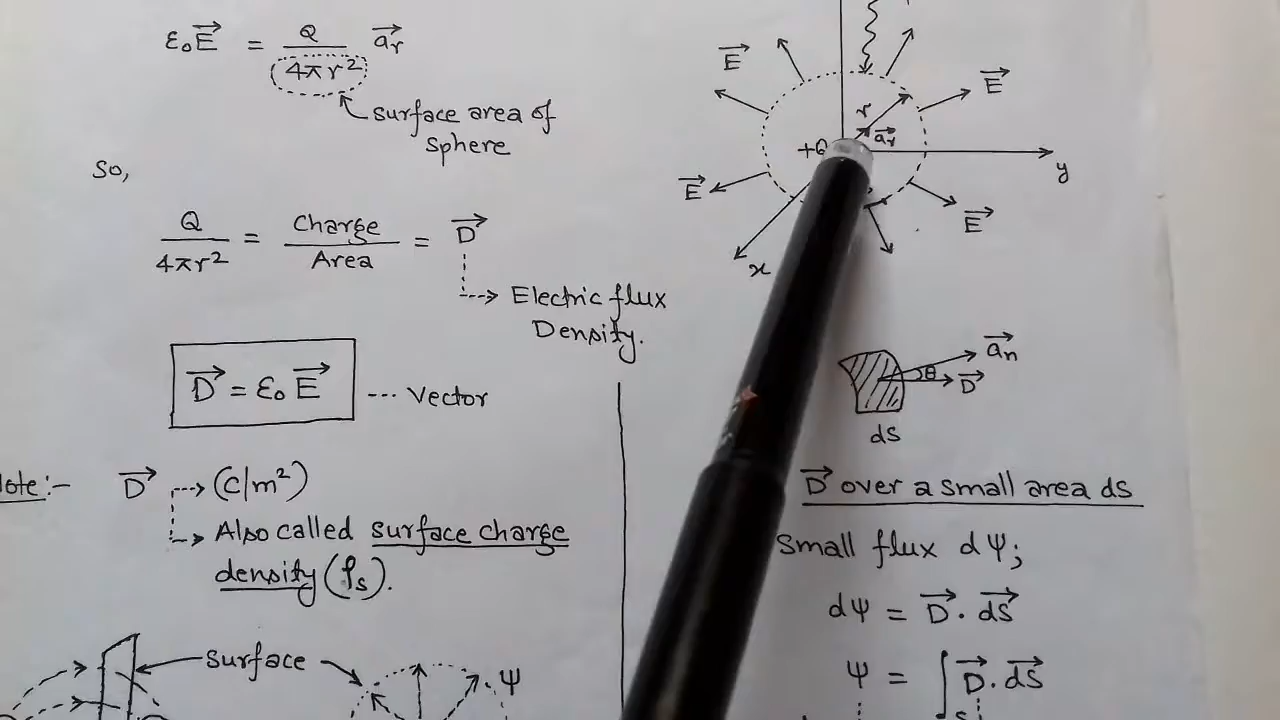 ε₀E⃗ = Q / 4πr² a⃗r
surface area of
sphere
So,
Q / 4πr² = Charge / Area = D⃗
Electric flux
Density.
D⃗ = ε₀E⃗ --- Vector
Note:- D⃗ --> (C/m²)
--> Also called surface charge
density (ρs).
surface
ψ
E⃗
E⃗
r
a⃗r
+Q
y
E⃗
E⃗
x
a⃗n
θ
D⃗
ds
D⃗ over a small area ds
small flux dψ;
dψ = D⃗ . ds⃗
ψ = ∫s D⃗ . ds⃗